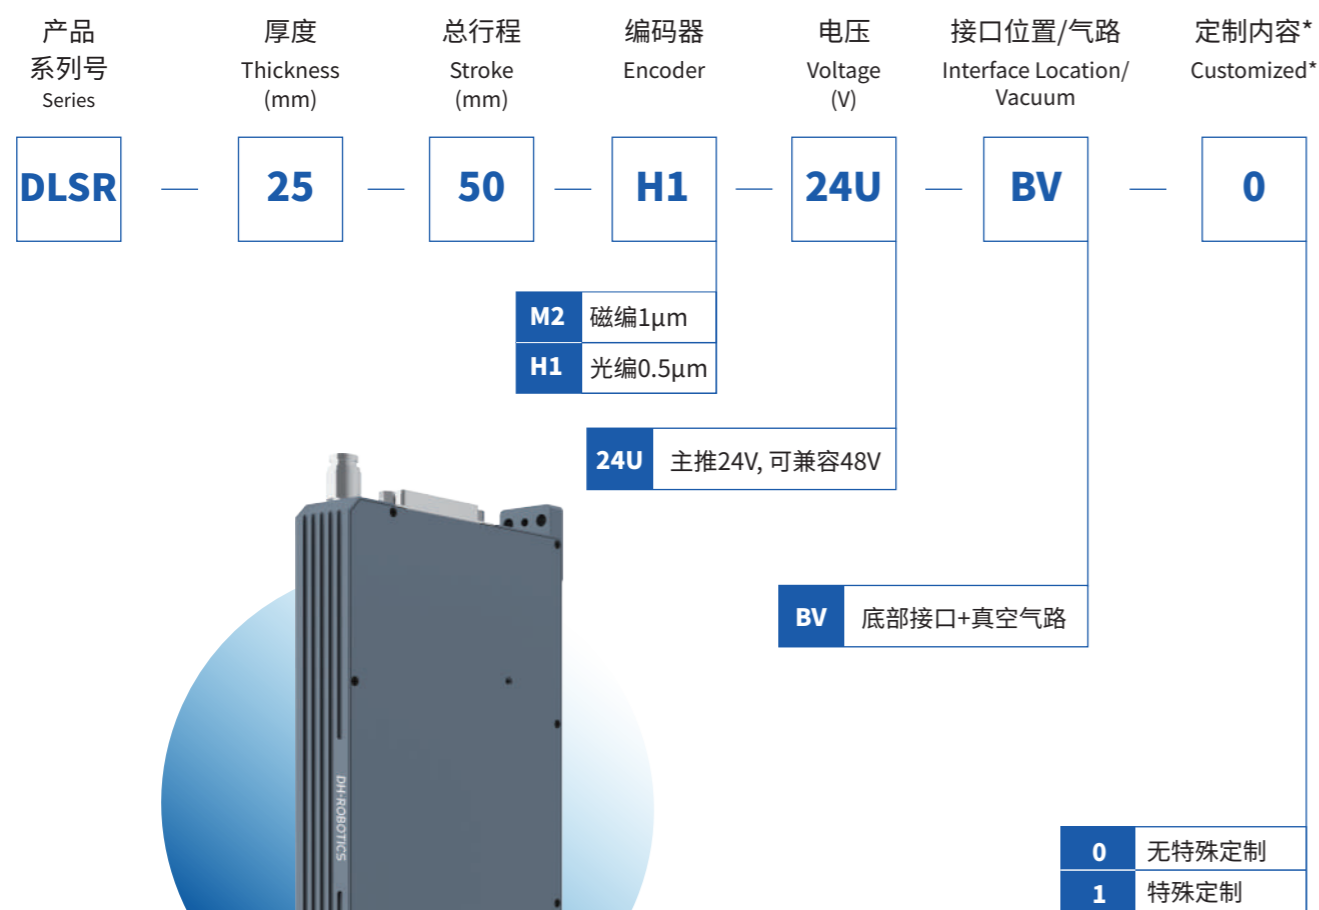 产品
系列号
Series
厚度
Thickness
(mm)
总行程
Stroke
(mm)
编码器
Encoder
电压
Voltage
(V)
接口位置/气路
Interface Location/
Vacuum
定制内容*
Customized*
DLSR — 25 — 50 — H1 — 24U — BV — 0
M2 磁编1μm
H1 光编0.5μm
24U 主推24V, 可兼容48V
BV 底部接口+真空气路
DH-ROBOTICS
0 无特殊定制
1 特殊定制